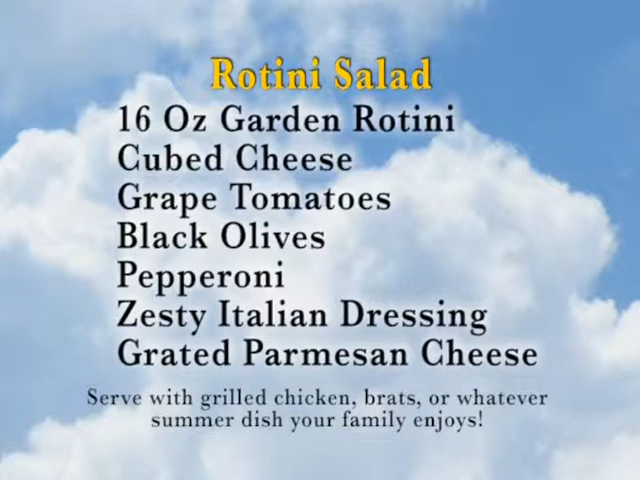 Rotini Salad
16 Oz Garden Rotini
Cubed Cheese
Grape Tomatoes
Black Olives
Pepperoni
Zesty Italian Dressing
Grated Parmesan Cheese
Serve with grilled chicken, brats, or whatever
summer dish your family enjoys!